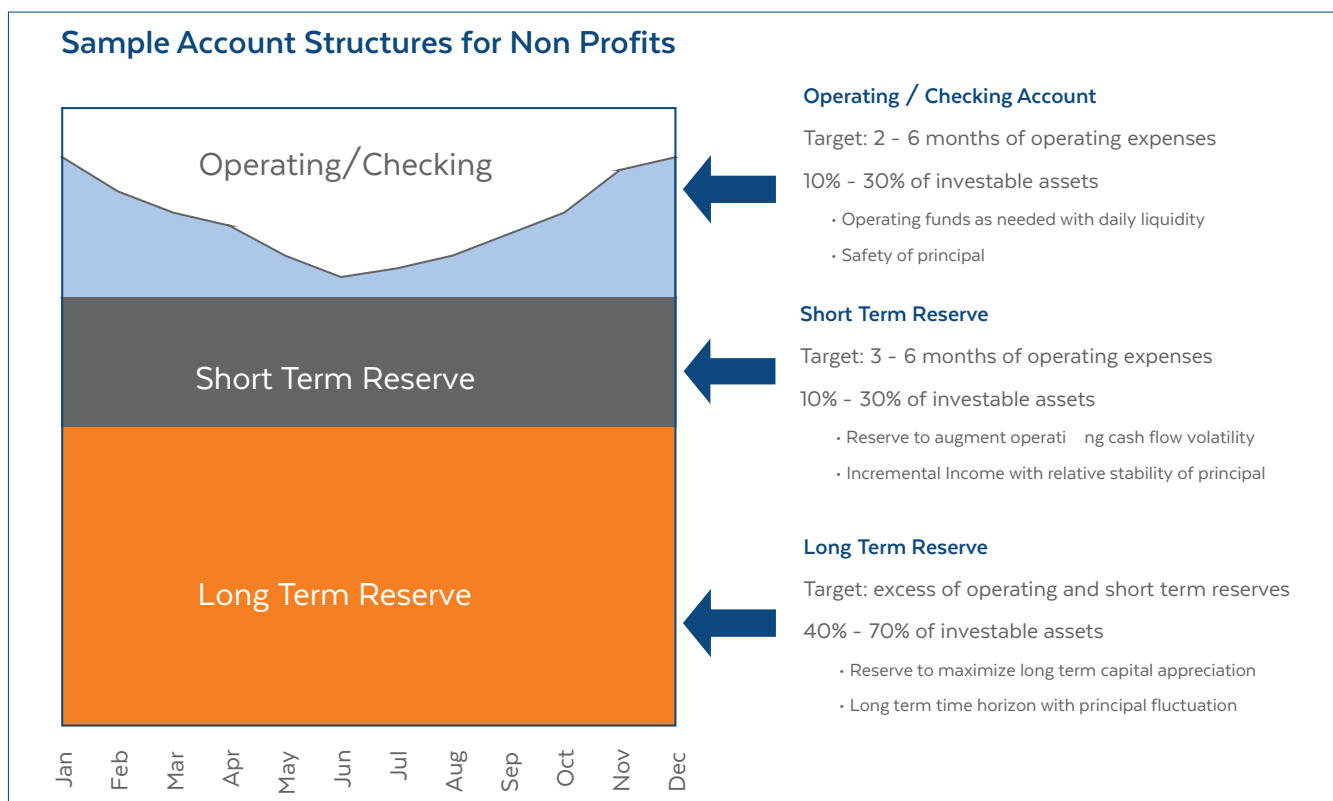 Sample Account Structures for Non Profits
Operating/Checking
Short Term Reserve
Long Term Reserve
Jan
Feb
Mar
Apr
May
Jun
Jul
Aug
Sep
Oct
Nov
Dec
Operating / Checking Account
Target: 2 - 6 months of operating expenses
10% - 30% of investable assets
• Operating funds as needed with daily liquidity
• Safety of principal
Short Term Reserve
Target: 3 - 6 months of operating expenses
10% - 30% of investable assets
• Reserve to augment operati ng cash flow volatility
• Incremental Income with relative stability of principal
Long Term Reserve
Target: excess of operating and short term reserves
40% - 70% of investable assets
• Reserve to maximize long term capital appreciation
• Long term time horizon with principal fluctuation